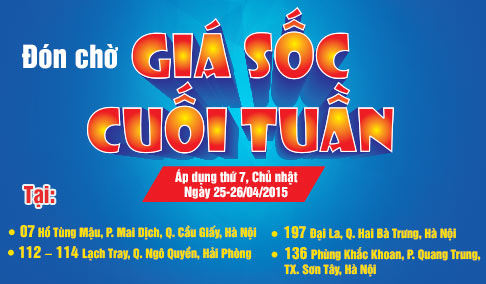 Đón chờ GIÁ SỐC
CUỐI TUẦN
Áp dụng thứ 7, Chủ nhật
Ngày 25-26/04/2015
Tại:
• 07 Hồ Tùng Mậu, P. Mai Dịch, Q. Cầu Giấy, Hà Nội
• 112 – 114 Lạch Tray, Q. Ngô Quyền, Hải Phòng
• 197 Đại La, Q. Hai Bà Trưng, Hà Nội
• 136 Phùng Khắc Khoan, P. Quang Trung,
TX. Sơn Tây, Hà Nội